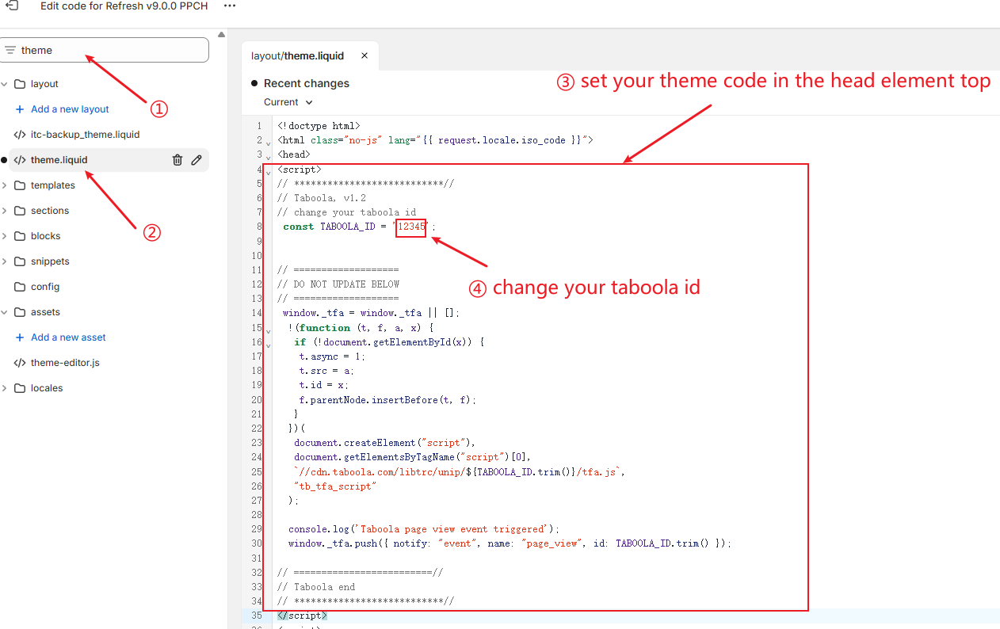 Edit code for Refresh v9.0.0 PPCH ...
theme
layout
+ Add a new layout
</> itc-backup_theme.liquid
</> theme.liquid
templates
sections
blocks
snippets
config
assets
+ Add a new asset
</> theme-editor.js
locales
①
②
layout/theme.liquid ×
Recent changes
Current
③ set your theme code in the head element top
1 <!doctype html>
2 <html class="no-js" lang="{{ request.locale.iso_code }}">
3 <head>
4 <script>
5 // ***************************//
6 // Taboola, v1.2
7 // change your taboola id
8 const TABOOLA_ID = '12345';
9
10
④ change your taboola id
11 // ===================
12 // DO NOT UPDATE BELOW
13 // ===================
14 window._tfa = window._tfa || [];
15 !(function (t, f, a, x) {
16 if (!document.getElementById(x)) {
17 t.async = 1;
18 t.src = a;
19 t.id = x;
20 f.parentNode.insertBefore(t, f);
21 }
22 })(
23 document.createElement("script"),
24 document.getElementsByTagName("script")[0],
25 `//cdn.taboola.com/libtrc/unip/${TABOOLA_ID.trim()}/tfa.js`,
26 "tb_tfa_script"
27 );
28
29 console.log('Taboola page view event triggered');
30 window._tfa.push({ notify: "event", name: "page_view", id: TABOOLA_ID.trim() });
31
32 // =========================//
33 // Taboola end
34 // ***************************//
35 </script>